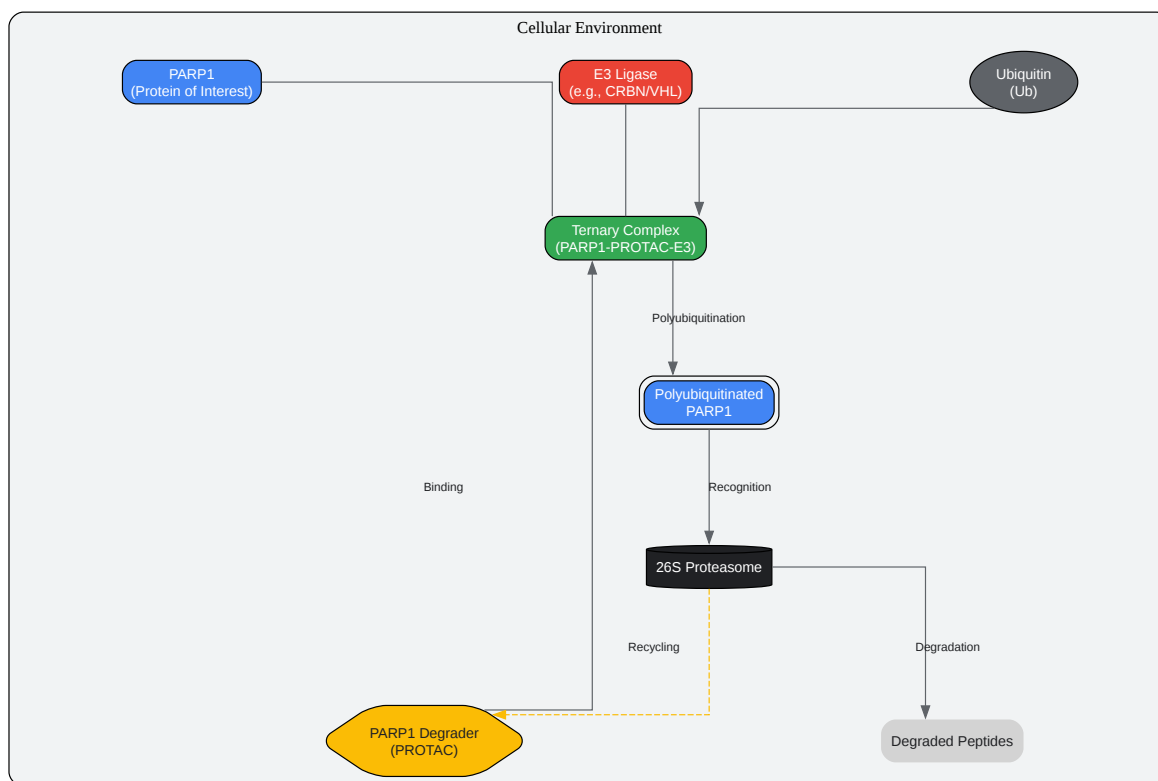 Cellular Environment
PARP1
(Protein of Interest)
E3 Ligase
(e.g., CRBN/VHL)
Ubiquitin
(Ub)
Ternary Complex
(PARP1-PROTAC-E3)
Polyubiquitination
Polyubiquitinated
PARP1
Binding
Recognition
26S Proteasome
Recycling
Degradation
PARP1 Degrader
(PROTAC)
Degraded Peptides